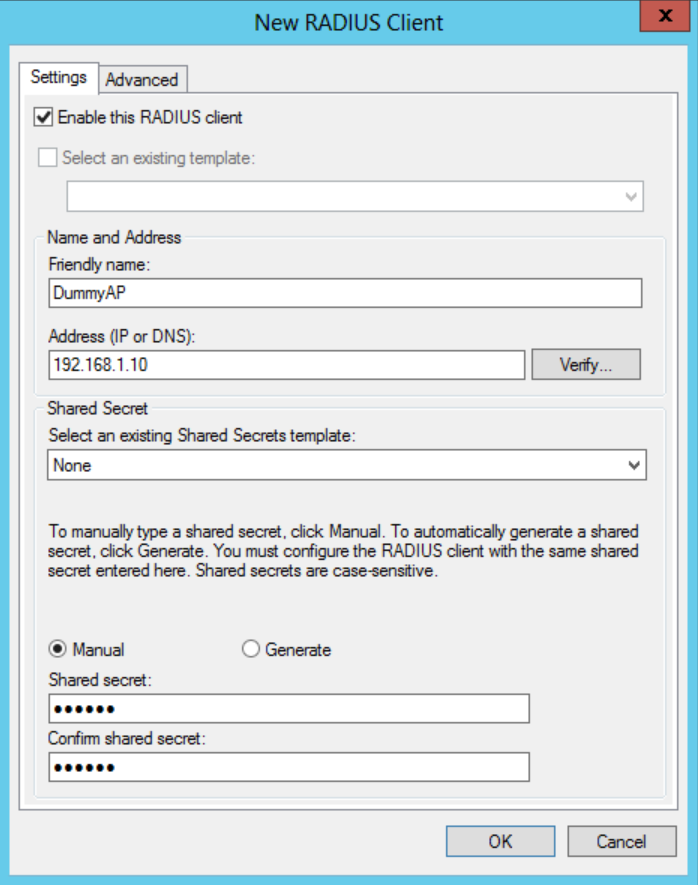 New RADIUS Client
x
Settings
Advanced
Enable this RADIUS client
Select an existing template:
Name and Address
Friendly name:
DummyAP
Address (IP or DNS):
192.168.1.10
Verify...
Shared Secret
Select an existing Shared Secrets template:
None
To manually type a shared secret, click Manual. To automatically generate a shared
secret, click Generate. You must configure the RADIUS client with the same shared
secret entered here. Shared secrets are case-sensitive.
Manual
Generate
Shared secret:
●●●●●●
Confirm shared secret:
●●●●●●
OK
Cancel